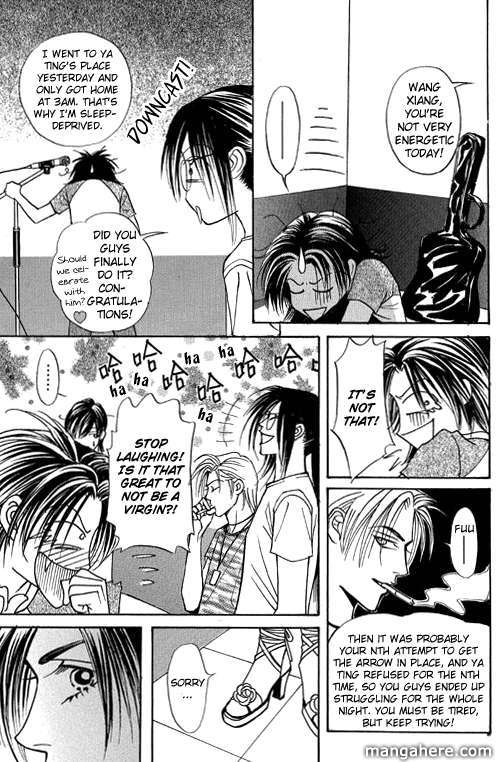 WANG
XIANG,
YOU'RE
NOT VERY
ENERGETIC
TODAY!
I WENT TO YA
TING'S PLACE
YESTERDAY AND
ONLY GOT HOME
AT 3AM. THAT'S
WHY I'M SLEEP-
DEPRIVED.
DOWNCAST!
DID YOU
GUYS
FINALLY
DO IT?
CON-
GRATULA-
TIONS!
Should
we cel-
ebrate
with
him?
IT'S
NOT
THAT!
哈 ha
哈 ha
哈 ha
哈 ha
STOP
LAUGHING!
IS IT THAT
GREAT TO
NOT BE A
VIRGIN?!
......
FUU
—
THEN IT WAS PROBABLY
YOUR NTH ATTEMPT TO GET
THE ARROW IN PLACE, AND YA
TING REFUSED FOR THE NTH
TIME, SO YOU GUYS ENDED UP
STRUGGLING FOR THE WHOLE
NIGHT. YOU MUST BE TIRED,
BUT KEEP TRYING!
SORRY
...
mangahere.com